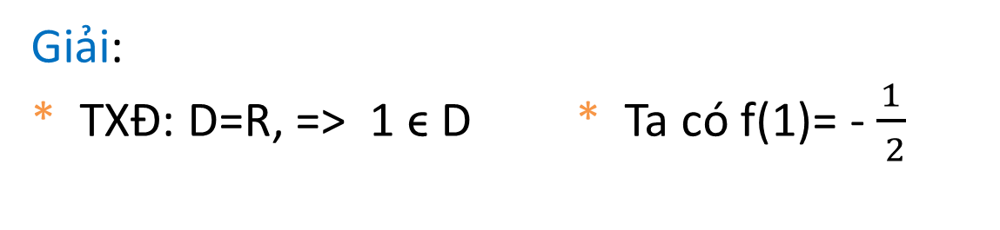 Giải:
* TXĐ: D=R, => 1 ϵ D * Ta có f(1)= - 1/2